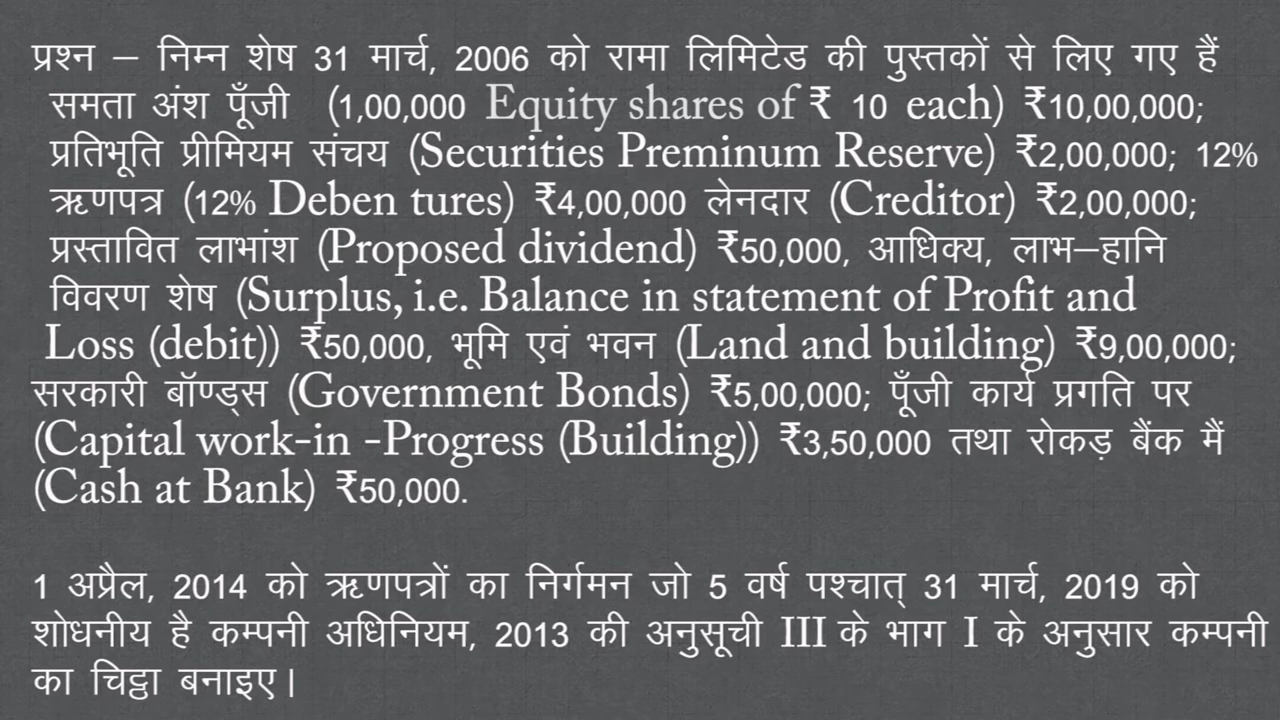 प्रश्न – निम्न शेष 31 मार्च, 2006 को रामा लिमिटेड की पुस्तकों से लिए गए हैं
समता अंश पूँजी (1,00,000 Equity shares of ₹ 10 each) ₹10,00,000;
प्रतिभूति प्रीमियम संचय (Securities Preminum Reserve) ₹2,00,000; 12%
ऋणपत्र (12% Deben tures) ₹4,00,000 लेनदार (Creditor) ₹2,00,000;
प्रस्तावित लाभांश (Proposed dividend) ₹50,000, आधिक्य, लाभ–हानि
विवरण शेष (Surplus, i.e. Balance in statement of Profit and
Loss (debit)) ₹50,000, भूमि एवं भवन (Land and building) ₹9,00,000;
सरकारी बॉण्ड्स (Government Bonds) ₹5,00,000; पूँजी कार्य प्रगति पर
(Capital work-in -Progress (Building)) ₹3,50,000 तथा रोकड़ बैंक मैं
(Cash at Bank) ₹50,000.
1 अप्रैल, 2014 को ऋणपत्रों का निर्गमन जो 5 वर्ष पश्चात् 31 मार्च, 2019 को
शोधनीय है कम्पनी अधिनियम, 2013 की अनुसूची III के भाग I के अनुसार कम्पनी
का चिट्ठा बनाइए।